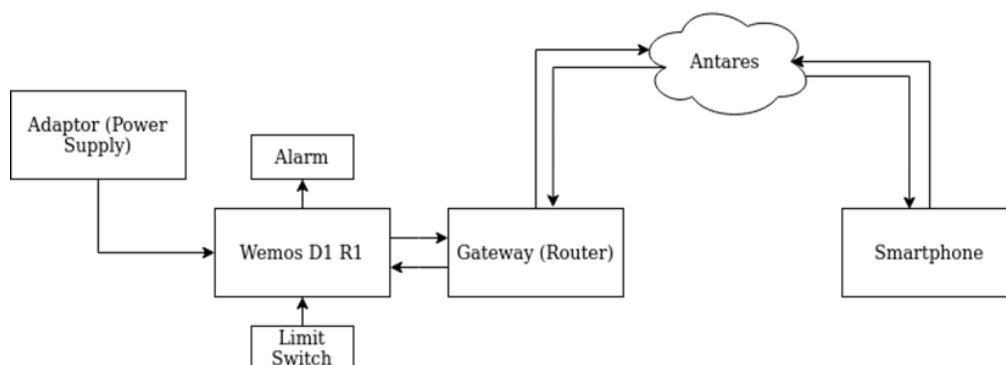 Antares
Adaptor (Power
Supply)
Alarm
Wemos D1 R1
Gateway (Router)
Smartphone
Limit
Switch